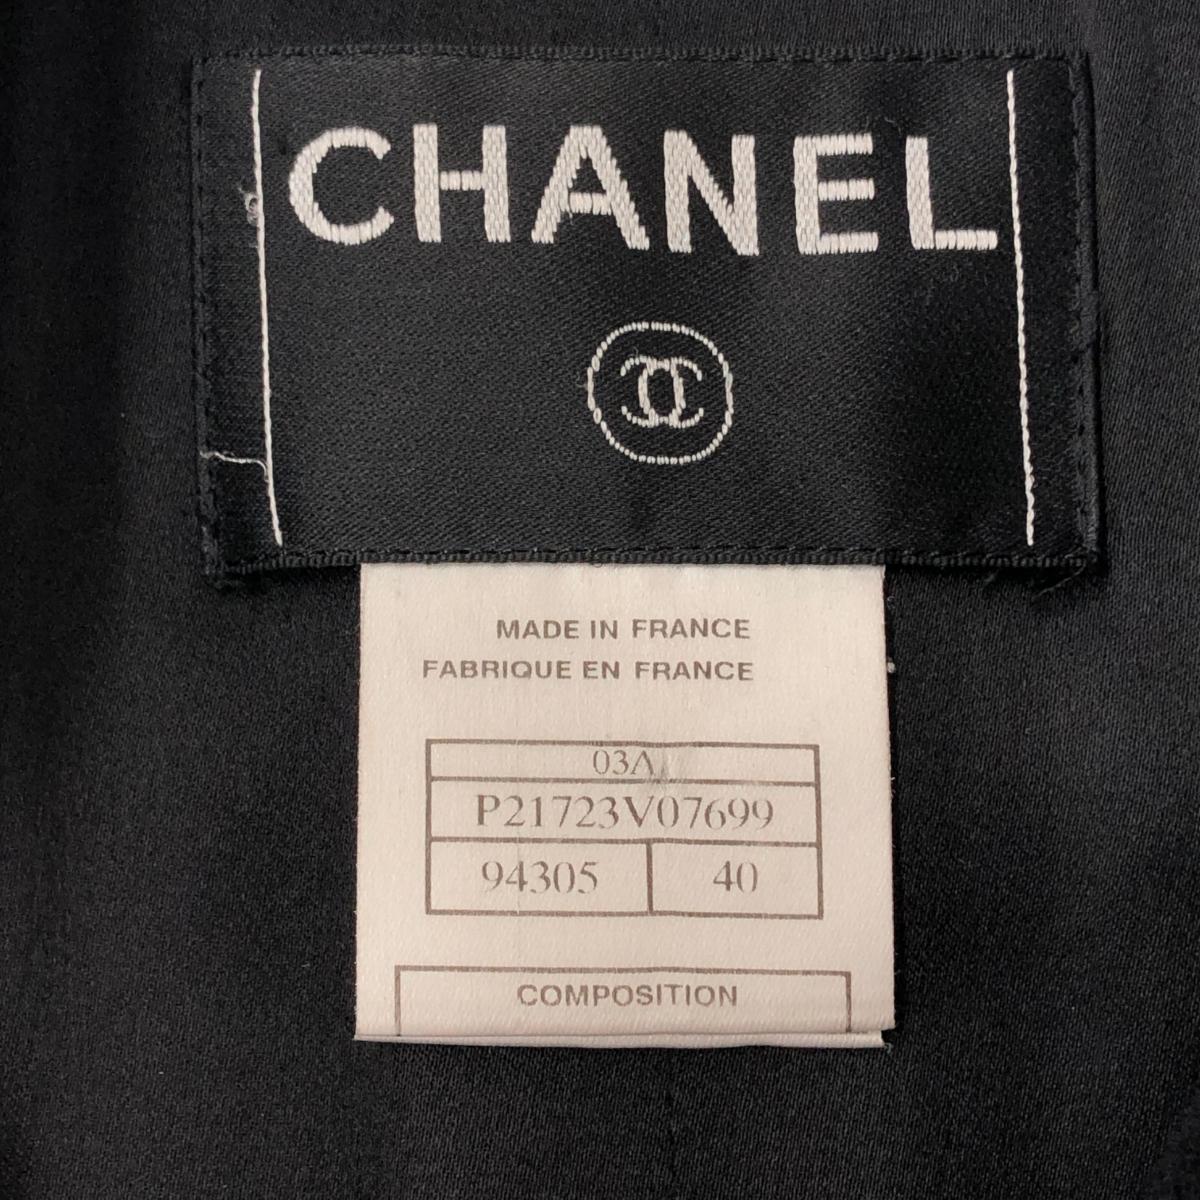 CHANEL
MADE IN FRANCE
FABRIQUE EN FRANCE
03A
P21723V07699
94305 40
COMPOSITION